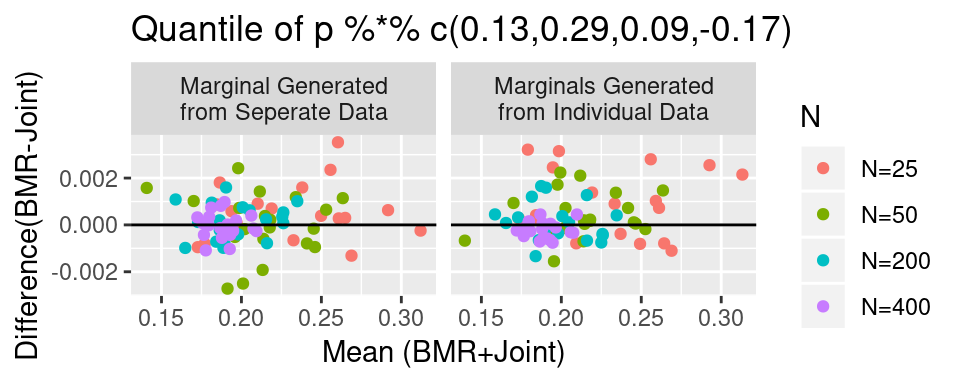 Quantile of p %*% c(0.13,0.29,0.09,-0.17)
Marginal Generated
from Seperate Data
Marginals Generated
from Individual Data
Difference(BMR-Joint)
0.002
0.000
-0.002
0.15 0.20 0.25 0.30
0.15 0.20 0.25 0.30
Mean (BMR+Joint)
N
N=25
N=50
N=200
N=400